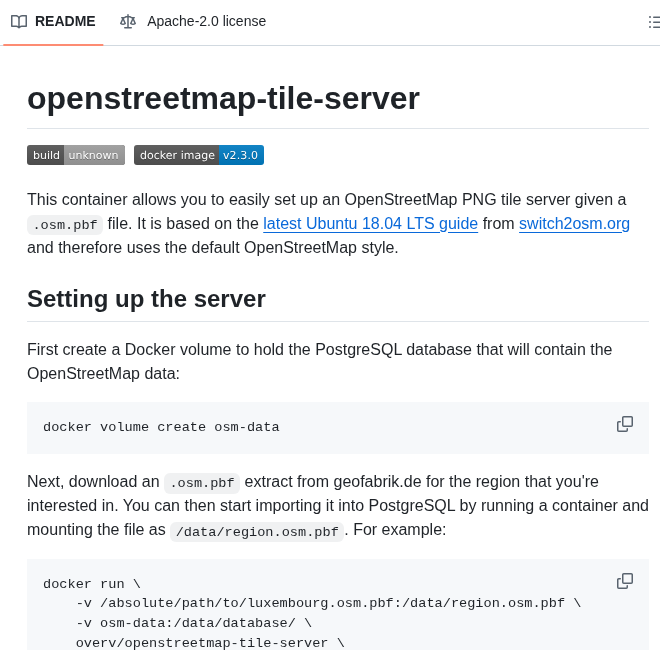 README Apache-2.0 license
openstreetmap-tile-server
build unknown docker image v2.3.0
This container allows you to easily set up an OpenStreetMap PNG tile server given a
.osm.pbf file. It is based on the latest Ubuntu 18.04 LTS guide from switch2osm.org
and therefore uses the default OpenStreetMap style.
Setting up the server
First create a Docker volume to hold the PostgreSQL database that will contain the
OpenStreetMap data:
docker volume create osm-data
Next, download an .osm.pbf extract from geofabrik.de for the region that you're
interested in. You can then start importing it into PostgreSQL by running a container and
mounting the file as /data/region.osm.pbf. For example:
docker run \
    -v /absolute/path/to/luxembourg.osm.pbf:/data/region.osm.pbf \
    -v osm-data:/data/database/ \
    overv/openstreetmap-tile-server \